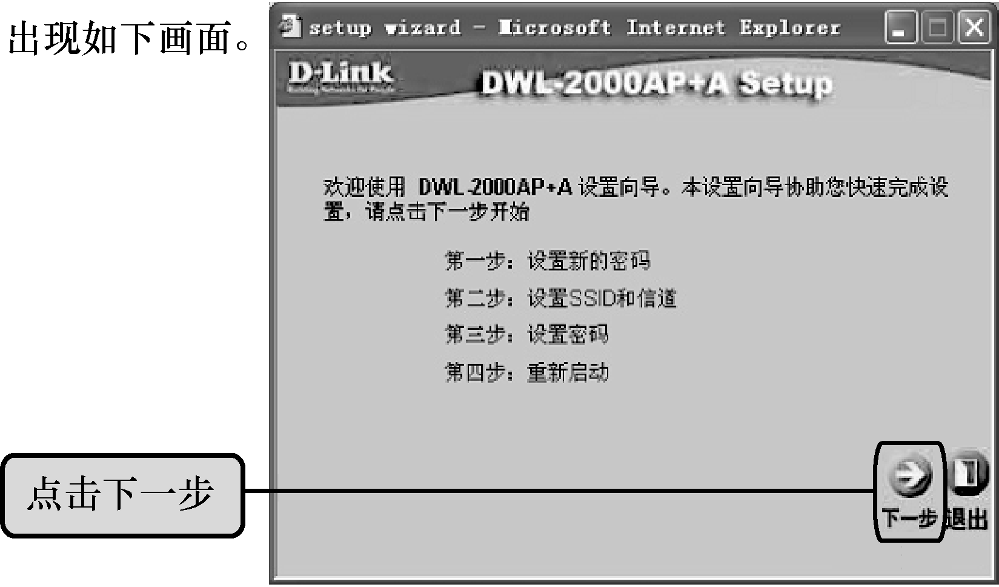 出现如下画面。
setup wizard - Microsoft Internet Explorer
D-Link
Building Networks for People
DWL-2000AP+A Setup
欢迎使用 DWL-2000AP+A 设置向导。本设置向导协助您快速完成设
置，请点击下一步开始
第一步：设置新的密码
第二步：设置SSID和信道
第三步：设置密码
第四步：重新启动
点击下一步
下一步 退出